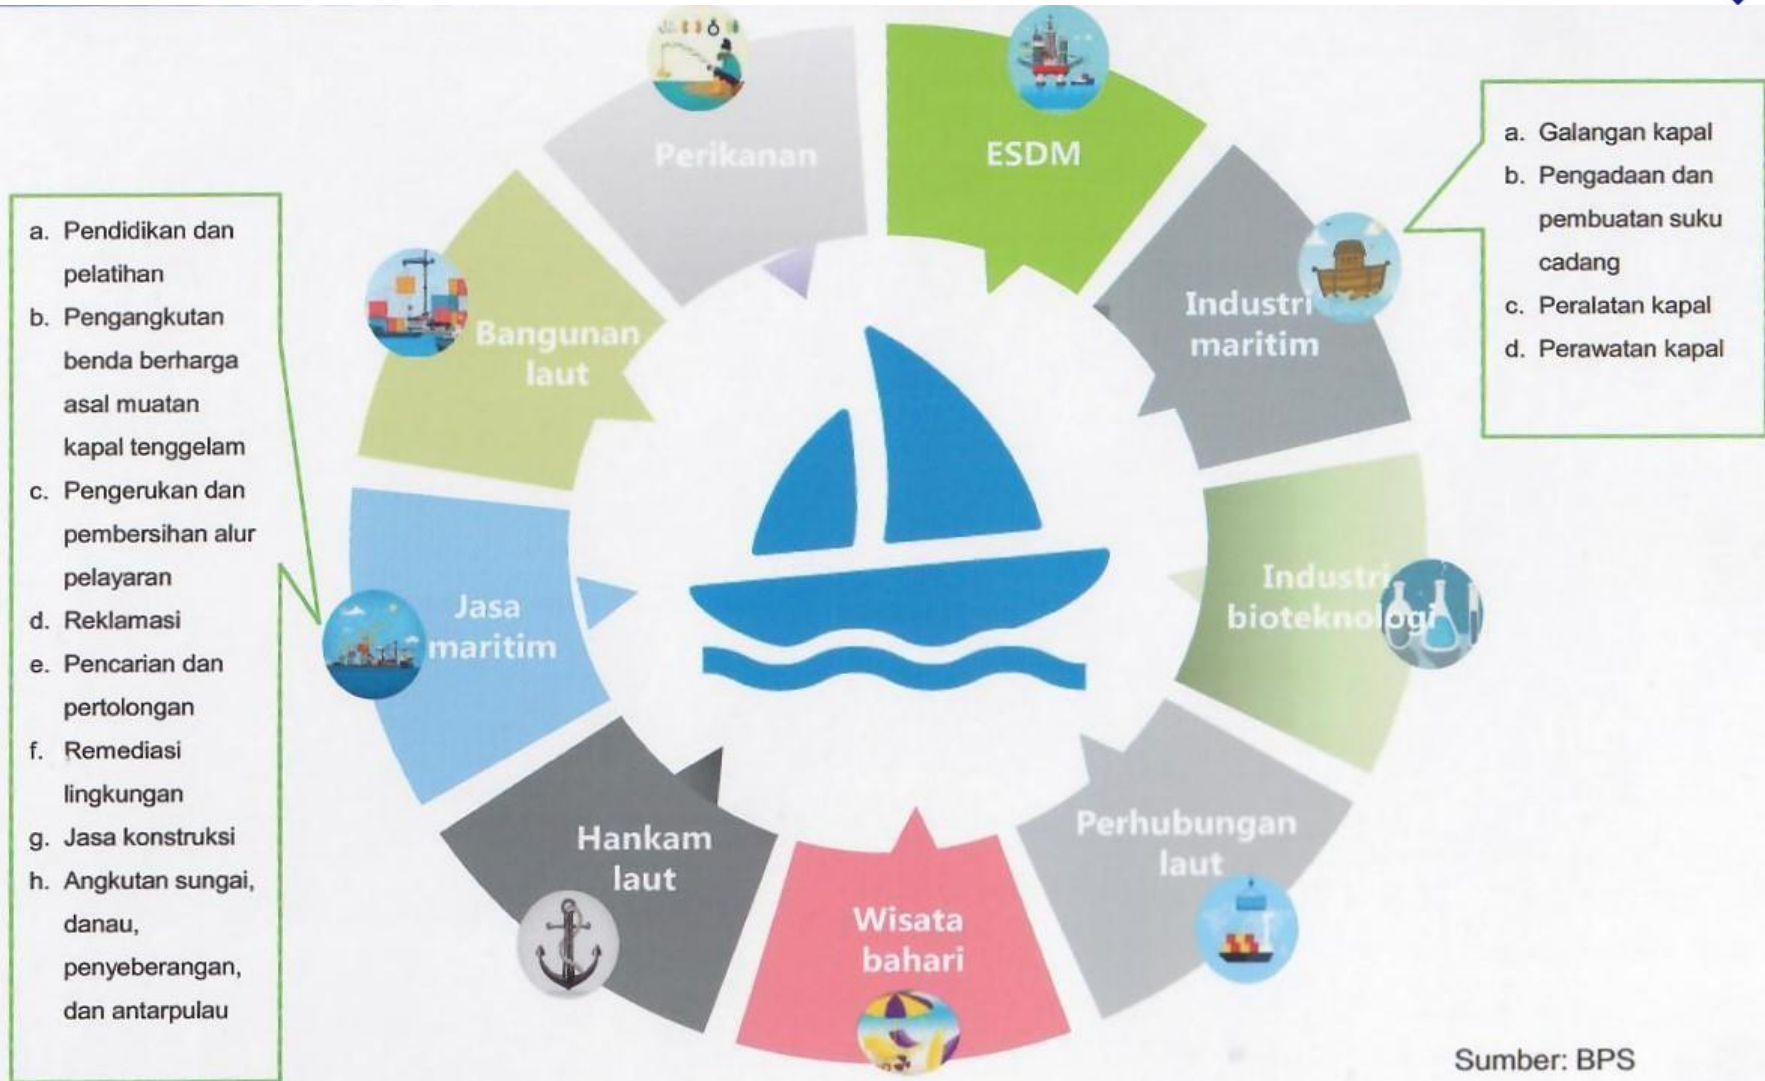 Perikanan
ESDM
Industri
maritim
Industri
bioteknologi
Perhubungan
laut
Wisata
bahari
Hankam
laut
Jasa
maritim
Bangunan
laut
a. Pendidikan dan
pelatihan
b. Pengangkutan
benda berharga
asal muatan
kapal tenggelam
c. Pengerukan dan
pembersihan alur
pelayaran
d. Reklamasi
e. Pencarian dan
pertolongan
f. Remediasi
lingkungan
g. Jasa konstruksi
h. Angkutan sungai,
danau,
penyeberangan,
dan antarpulau
a. Galangan kapal
b. Pengadaan dan
pembuatan suku
cadang
c. Peralatan kapal
d. Perawatan kapal
Sumber: BPS